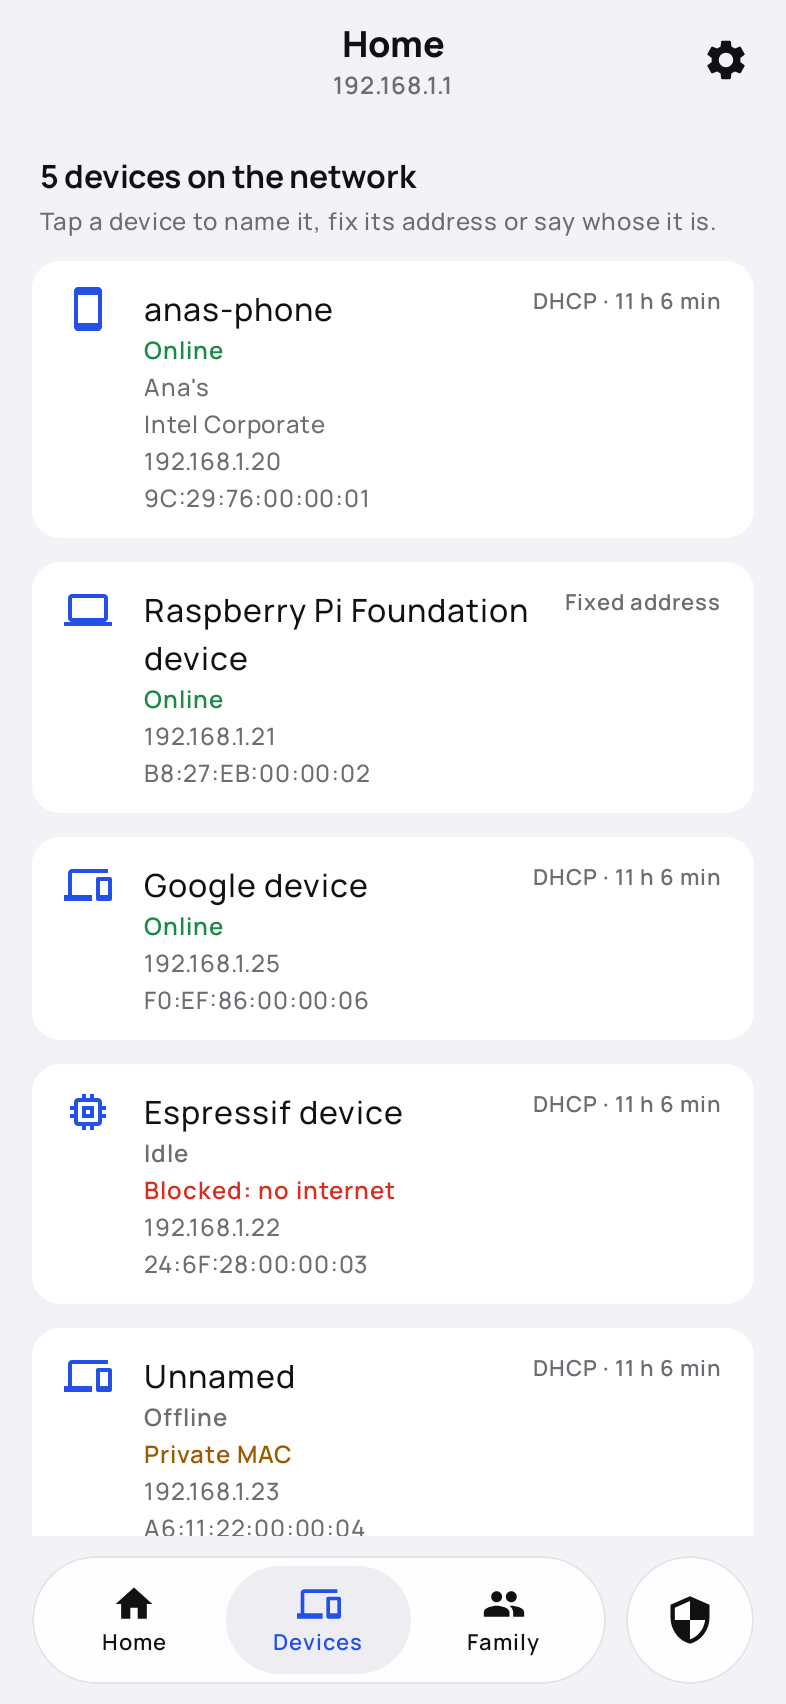 Home
192.168.1.1
5 devices on the network
Tap a device to name it, fix its address or say whose it is.
anas-phone
DHCP · 11 h 6 min
Online
Ana's
Intel Corporate
192.168.1.20
9C:29:76:00:00:01
Raspberry Pi Foundation
device
Fixed address
Online
192.168.1.21
B8:27:EB:00:00:02
Google device
DHCP · 11 h 6 min
Online
192.168.1.25
F0:EF:86:00:00:06
Espressif device
DHCP · 11 h 6 min
Idle
Blocked: no internet
192.168.1.22
24:6F:28:00:00:03
Unnamed
DHCP · 11 h 6 min
Offline
Private MAC
192.168.1.23
A6:11:22:00:00:04
Home
Devices
Family